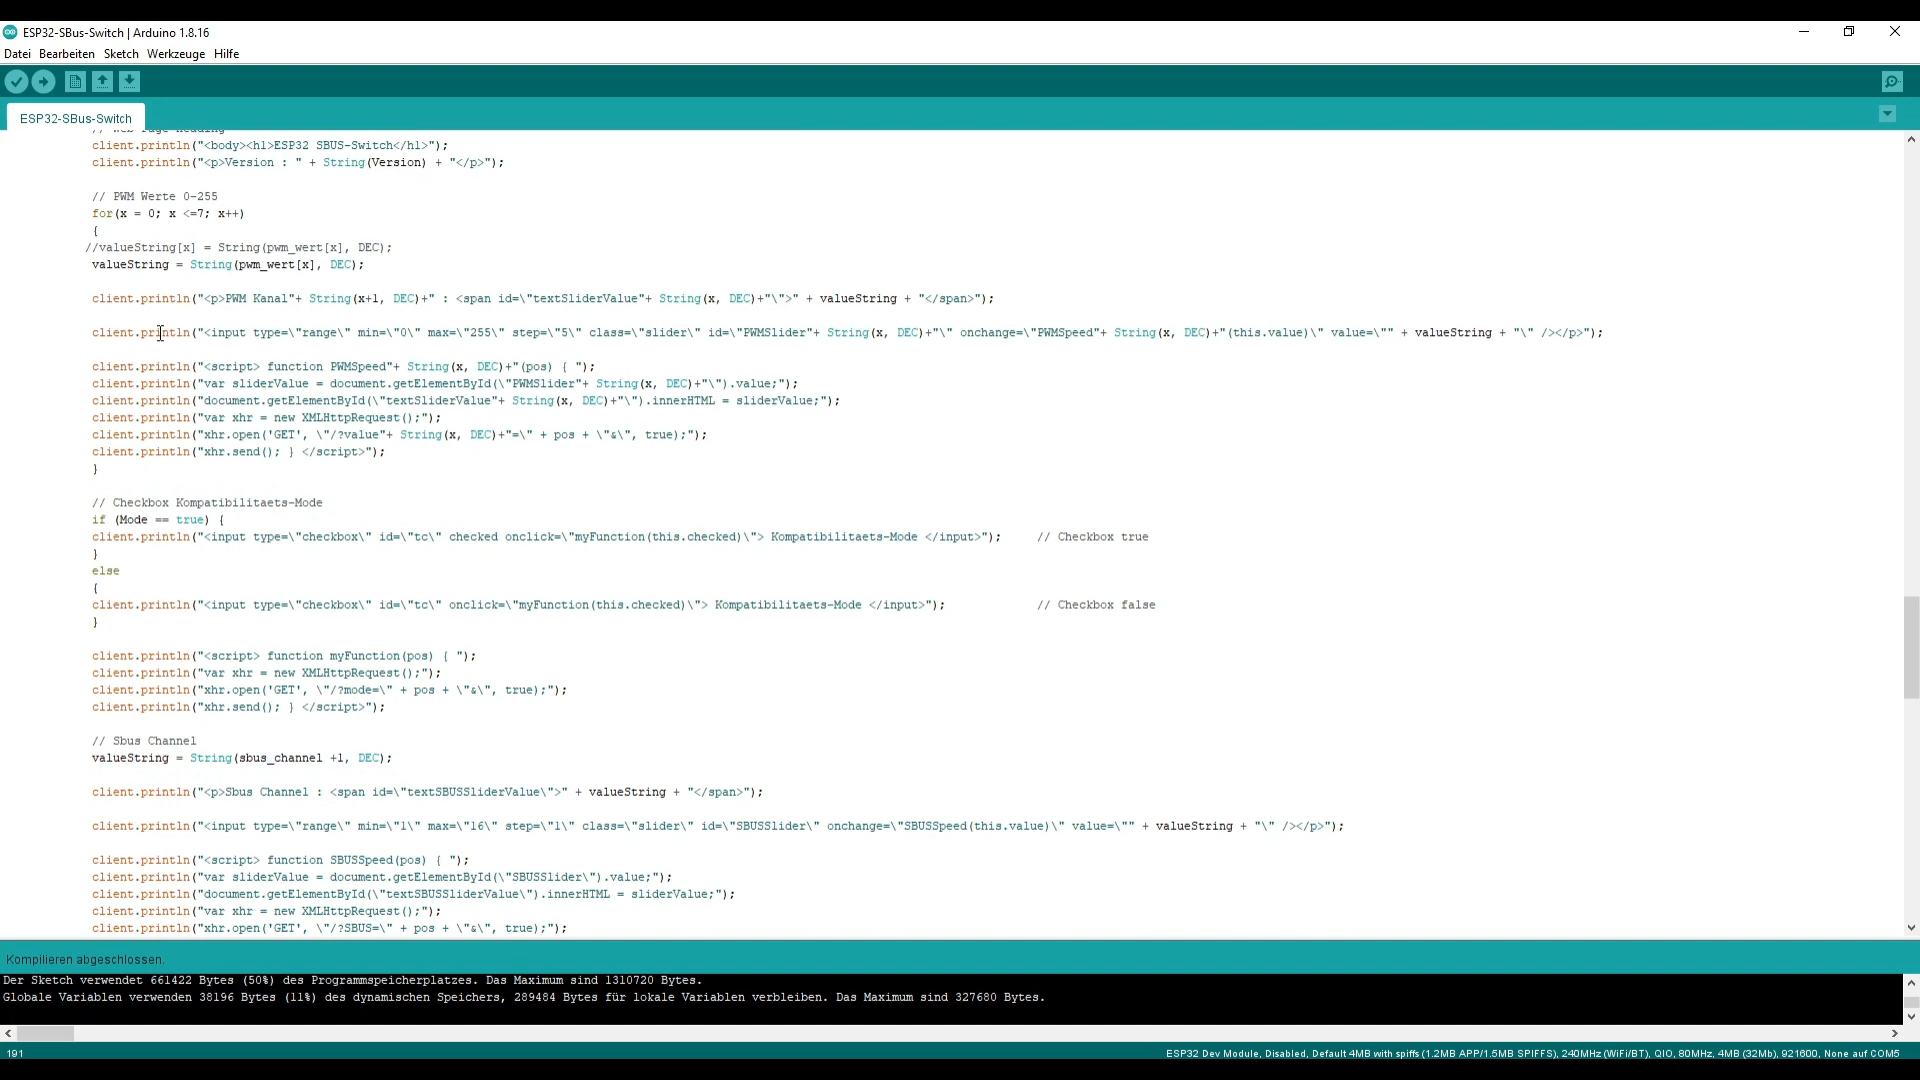 ESP32-SBus-Switch | Arduino 1.8.16
Datei Bearbeiten Sketch Werkzeuge Hilfe
ESP32-SBus-Switch
// Web Page Heading
client.println("<body><h1>ESP32 SBUS-Switch</h1>");
client.println("<p>Version : " + String(Version) + "</p>");
// PWM Werte 0-255
for(x = 0; x <=7; x++)
{
//valueString[x] = String(pwm_wert[x], DEC);
valueString = String(pwm_wert[x], DEC);
client.println("<p>PWM Kanal"+ String(x+1, DEC)+" : <span id=\"textSliderValue"+ String(x, DEC)+"\">" + valueString + "</span>");
client.println("<input type=\"range\" min=\"0\" max=\"255\" step=\"5\" class=\"slider\" id=\"PWMSlider"+ String(x, DEC)+"\" onchange=\"PWMSpeed"+ String(x, DEC)+"(this.value)\" value=\"" + valueString + "\" /></p>");
client.println("<script> function PWMSpeed"+ String(x, DEC)+"(pos) { ");
client.println("var sliderValue = document.getElementById(\"PWMSlider"+ String(x, DEC)+"\").value;");
client.println("document.getElementById(\"textSliderValue"+ String(x, DEC)+"\").innerHTML = sliderValue;");
client.println("var xhr = new XMLHttpRequest();");
client.println("xhr.open('GET', \"/?value"+ String(x, DEC)+"=\" + pos + \"&\", true);");
client.println("xhr.send(); } </script>");
}
// Checkbox Kompatibilitaets-Mode
if (Mode == true) {
client.println("<input type=\"checkbox\" id=\"tc\" checked onclick=\"myFunction(this.checked)\"> Kompatibilitaets-Mode </input>"); // Checkbox true
}
else
{
client.println("<input type=\"checkbox\" id=\"tc\" onclick=\"myFunction(this.checked)\"> Kompatibilitaets-Mode </input>"); // Checkbox false
}
client.println("<script> function myFunction(pos) { ");
client.println("var xhr = new XMLHttpRequest();");
client.println("xhr.open('GET', \"/?mode=\" + pos + \"&\", true);");
client.println("xhr.send(); } </script>");
// Sbus Channel
valueString = String(sbus_channel +1, DEC);
client.println("<p>Sbus Channel : <span id=\"textSBUSSliderValue\">" + valueString + "</span>");
client.println("<input type=\"range\" min=\"1\" max=\"16\" step=\"1\" class=\"slider\" id=\"SBUSSlider\" onchange=\"SBUSSpeed(this.value)\" value=\"" + valueString + "\" /></p>");
client.println("<script> function SBUSSpeed(pos) { ");
client.println("var sliderValue = document.getElementById(\"SBUSSlider\").value;");
client.println("document.getElementById(\"textSBUSSliderValue\").innerHTML = sliderValue;");
client.println("var xhr = new XMLHttpRequest();");
client.println("xhr.open('GET', \"/?SBUS=\" + pos + \"&\", true);");
Kompilieren abgeschlossen.
Der Sketch verwendet 661422 Bytes (50%) des Programmspeicherplatzes. Das Maximum sind 1310720 Bytes.
Globale Variablen verwenden 38196 Bytes (11%) des dynamischen Speichers, 289484 Bytes für lokale Variablen verbleiben. Das Maximum sind 327680 Bytes.
191 ESP32 Dev Module, Disabled, Default 4MB with spiffs (1.2MB APP/1.5MB SPIFFS), 240MHz (WiFi/BT), QIO, 80MHz, 4MB (32Mb), 921600, None auf COM5